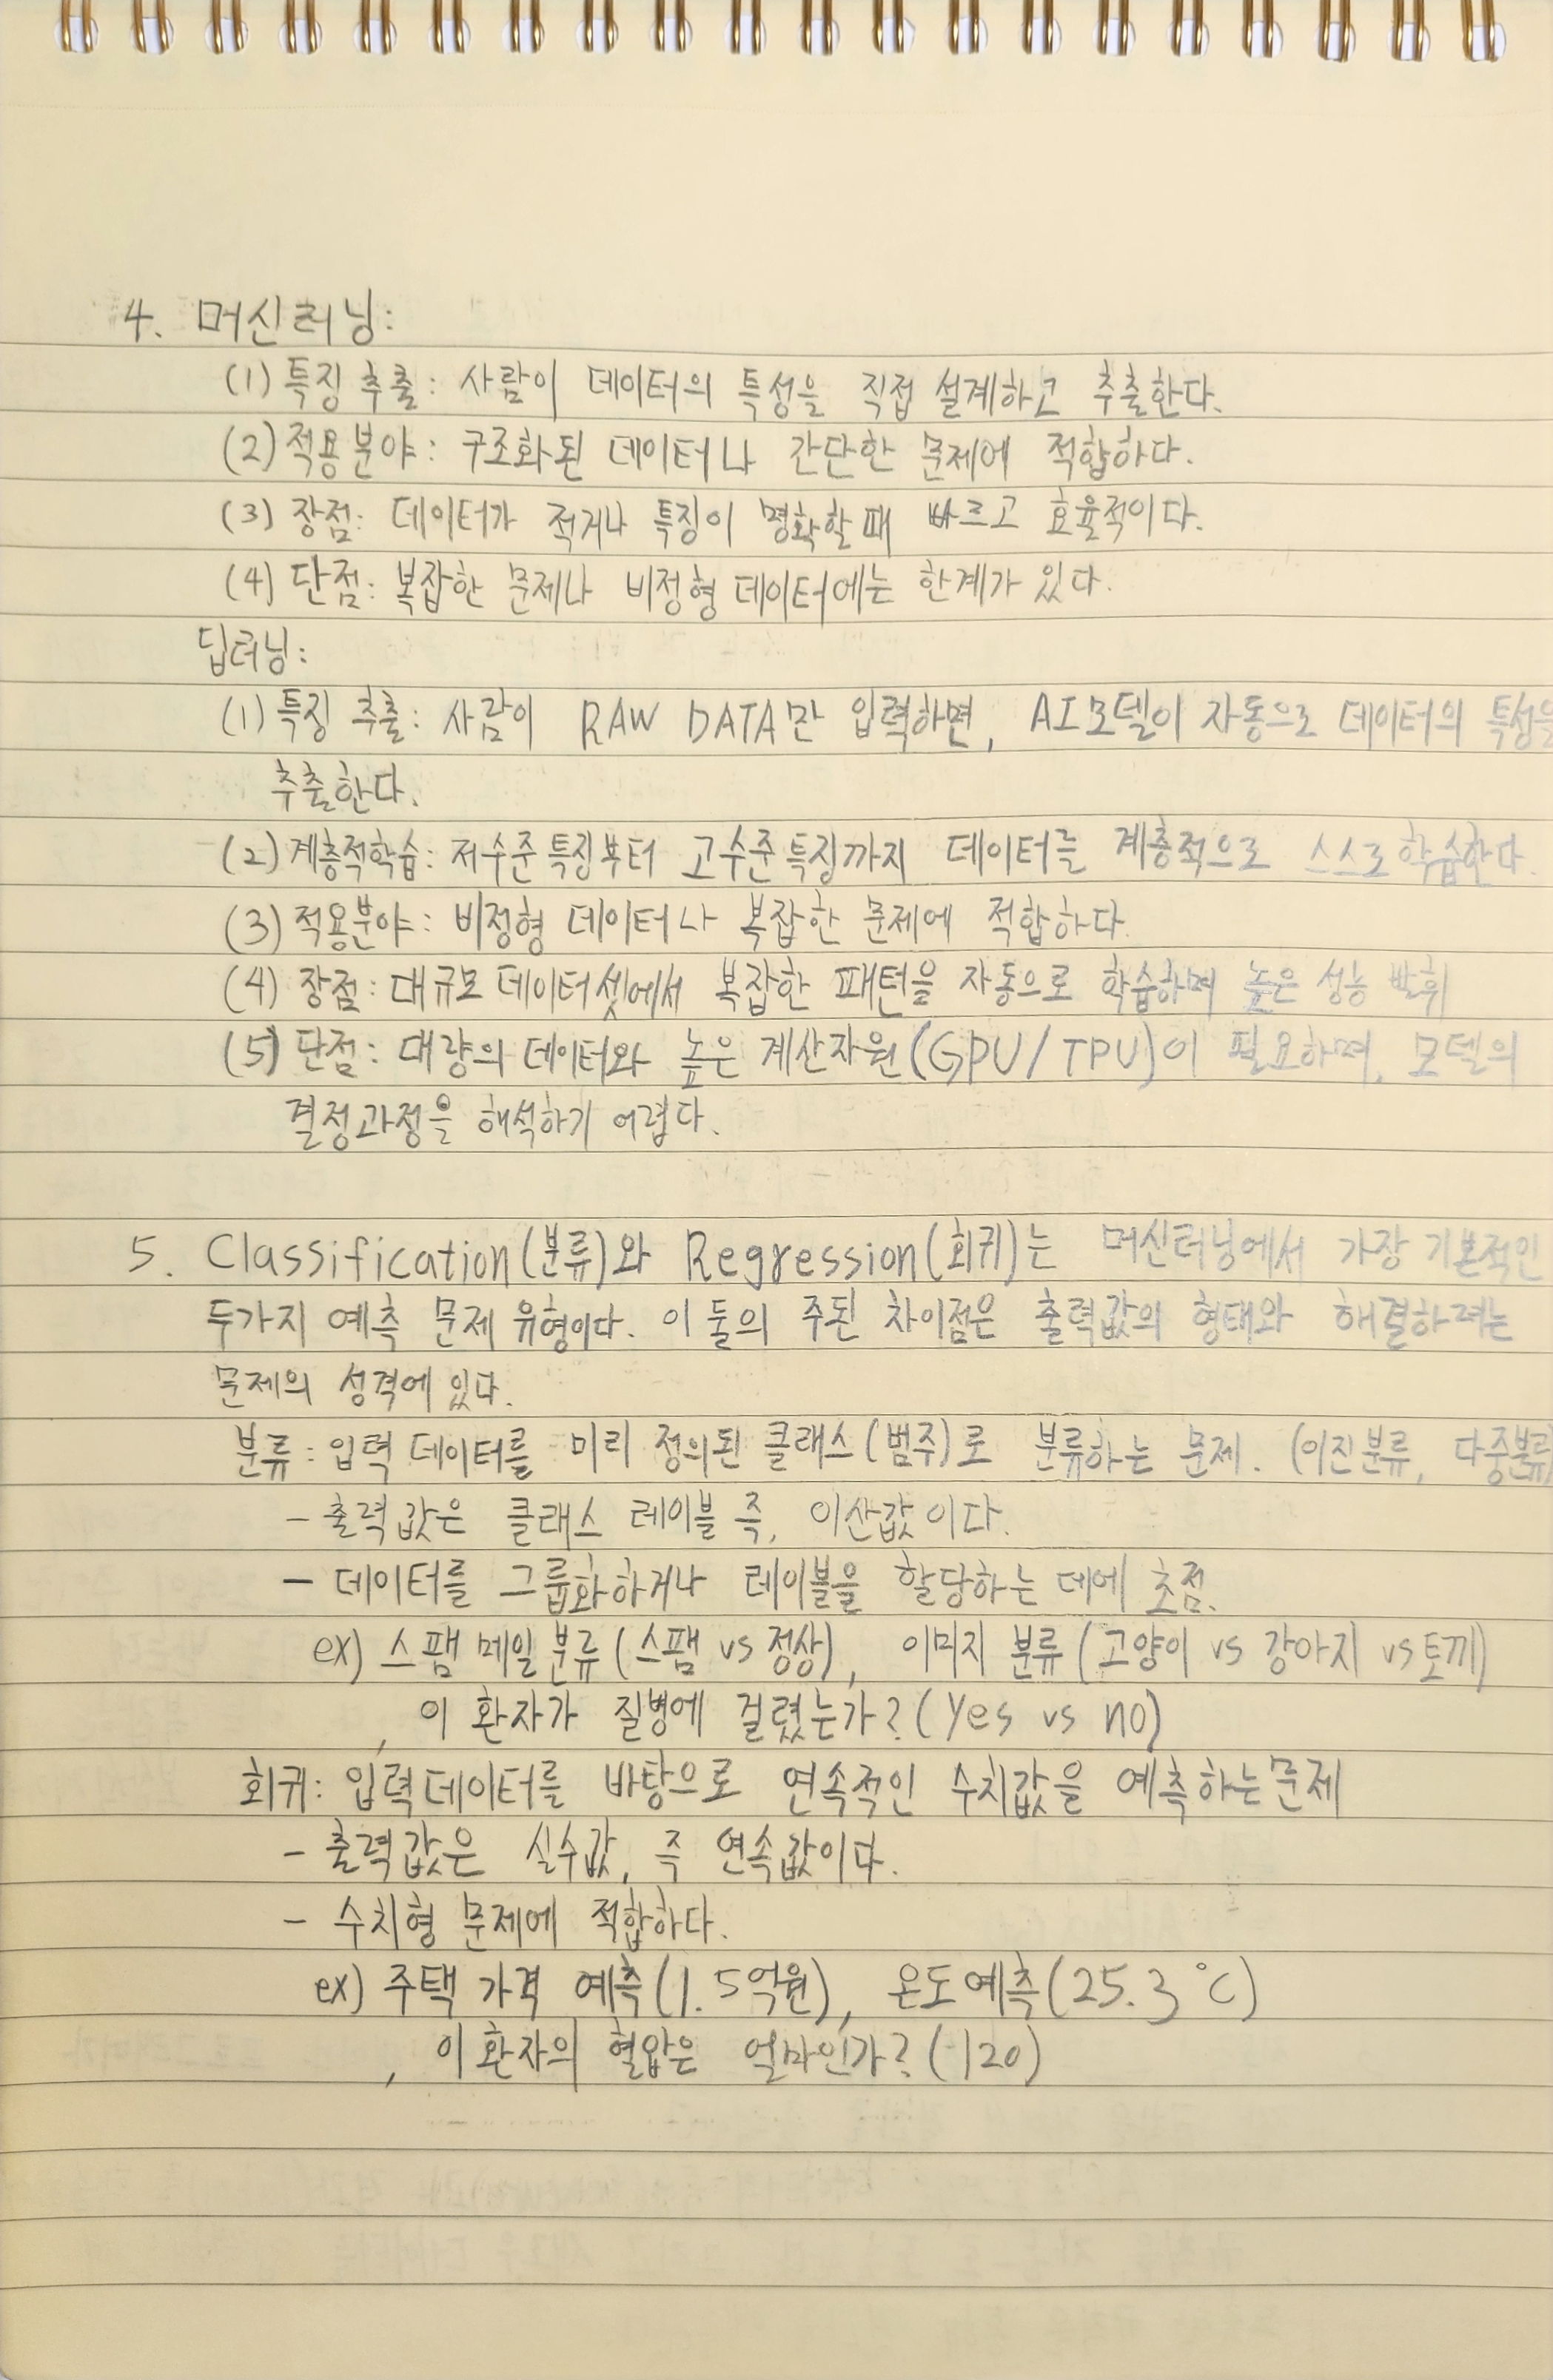 4. 머신러닝:
(1) 특징 추출: 사람이 데이터의 특성을 직접 설계하고 추출한다.
(2) 적용분야: 구조화된 데이터나 간단한 문제에 적합하다.
(3) 장점: 데이터가 적거나 특징이 명확할때 빠르고 효율적이다.
(4) 단점: 복잡한 문제나 비정형 데이터에는 한계가 있다.
딥러닝:
(1) 특징 추출: 사람이 RAW DATA만 입력하면, AI모델이 자동으로 데이터의 특성을
추출한다.
(2) 계층적학습: 저수준 특징부터 고수준 특징까지 데이터를 계층적으로 스스로 학습한다.
(3) 적용분야: 비정형 데이터나 복잡한 문제에 적합하다.
(4) 장점: 대규모 데이터셋에서 복잡한 패턴을 자동으로 학습하며 높은 성능 발휘
(5) 단점: 대량의 데이터와 높은 계산자원(GPU/TPU)이 필요하며, 모델의
결정과정을 해석하기 어렵다.
5. Classification(분류)와 Regression(회귀)는 머신러닝에서 가장 기본적인
두가지 예측 문제 유형이다. 이 둘의 주된 차이점은 출력값의 형태와 해결하려는
문제의 성격에 있다.
분류: 입력 데이터를 미리 정의된 클래스(범주)로 분류하는 문제. (이진분류, 다중분류)
- 출력값은 클래스 레이블 즉, 이산값이다.
- 데이터를 그룹화하거나 레이블을 할당하는 데에 초점.
ex) 스팸 메일 분류(스팸 vs 정상), 이미지 분류(고양이 vs 강아지 vs 토끼)
, 이 환자가 질병에 걸렸는가? (yes vs no)
회귀: 입력데이터를 바탕으로 연속적인 수치값을 예측하는 문제
- 출력값은 실수값, 즉 연속값이다.
- 수치형 문제에 적합하다.
ex) 주택 가격 예측(1.5억원), 온도예측(25.3℃)
, 이 환자의 혈압은 얼마인가? (120)